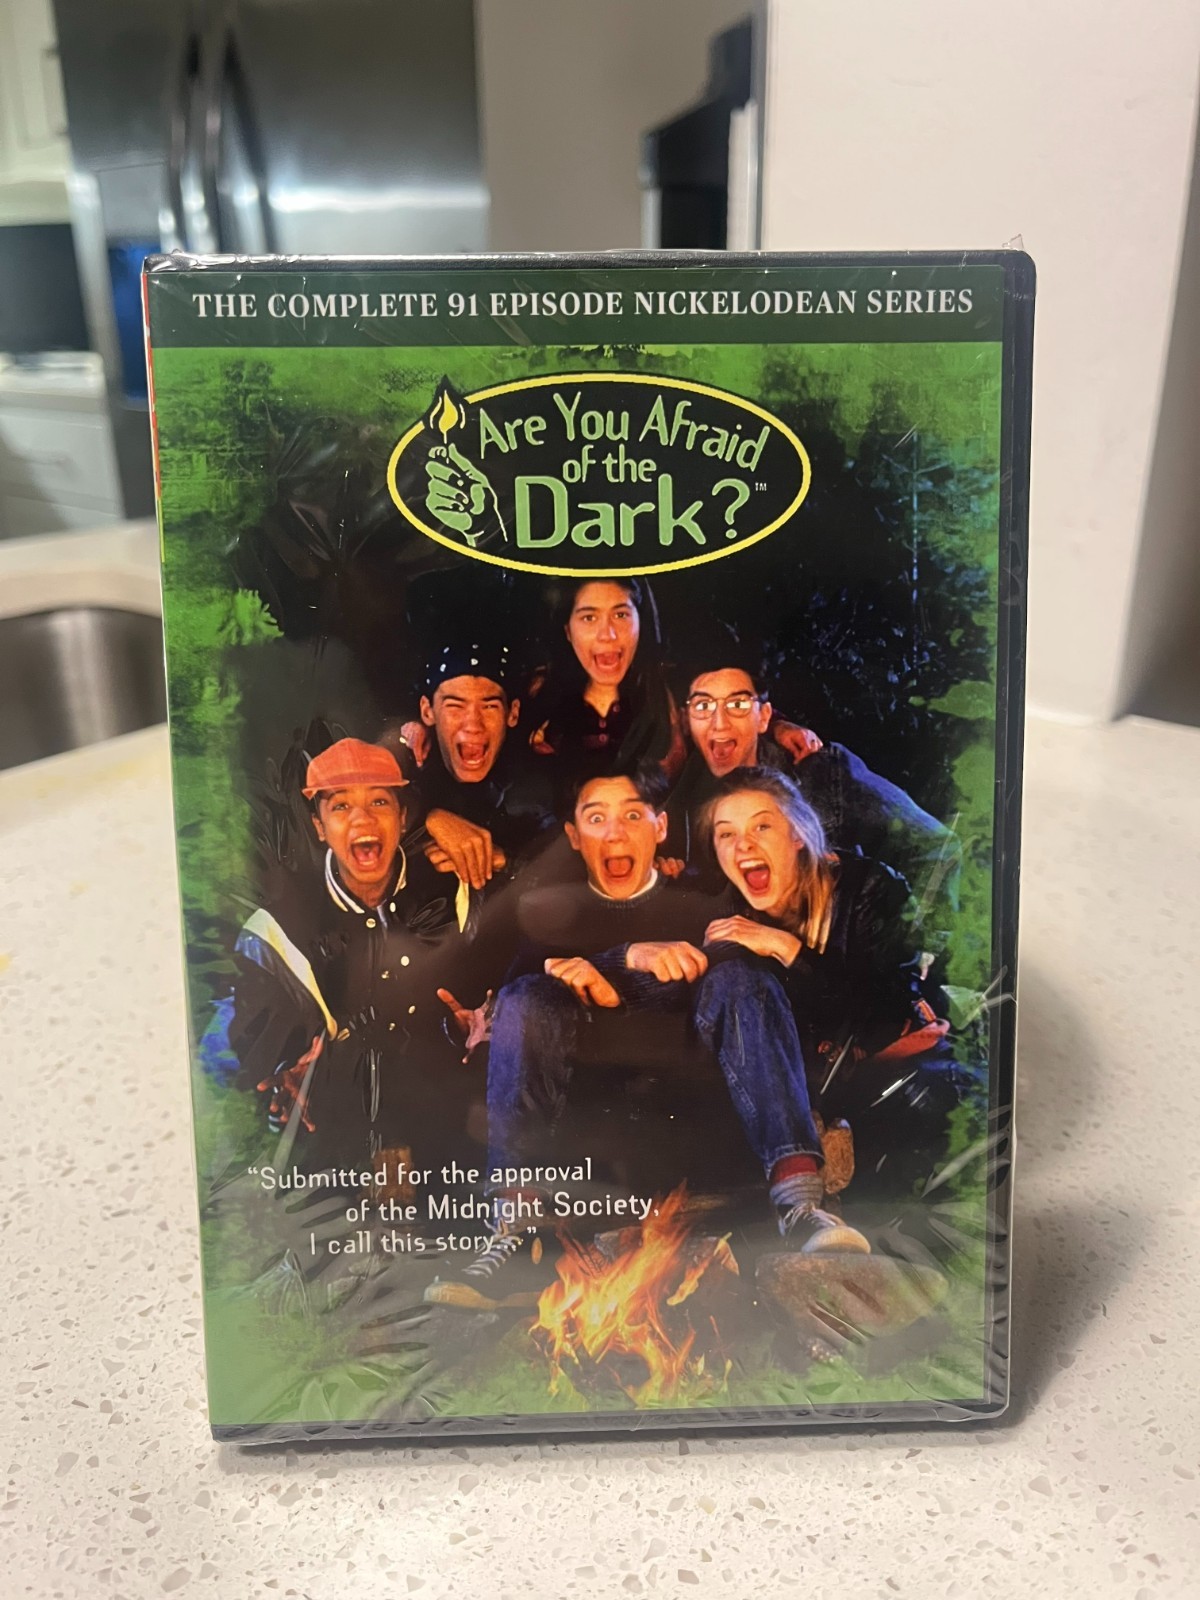 THE COMPLETE 91 EPISODE NICKELODEAN SERIES
Are You Afraid
of the
Dark?™
“Submitted for the approval
of the Midnight Society,
I call this story...”